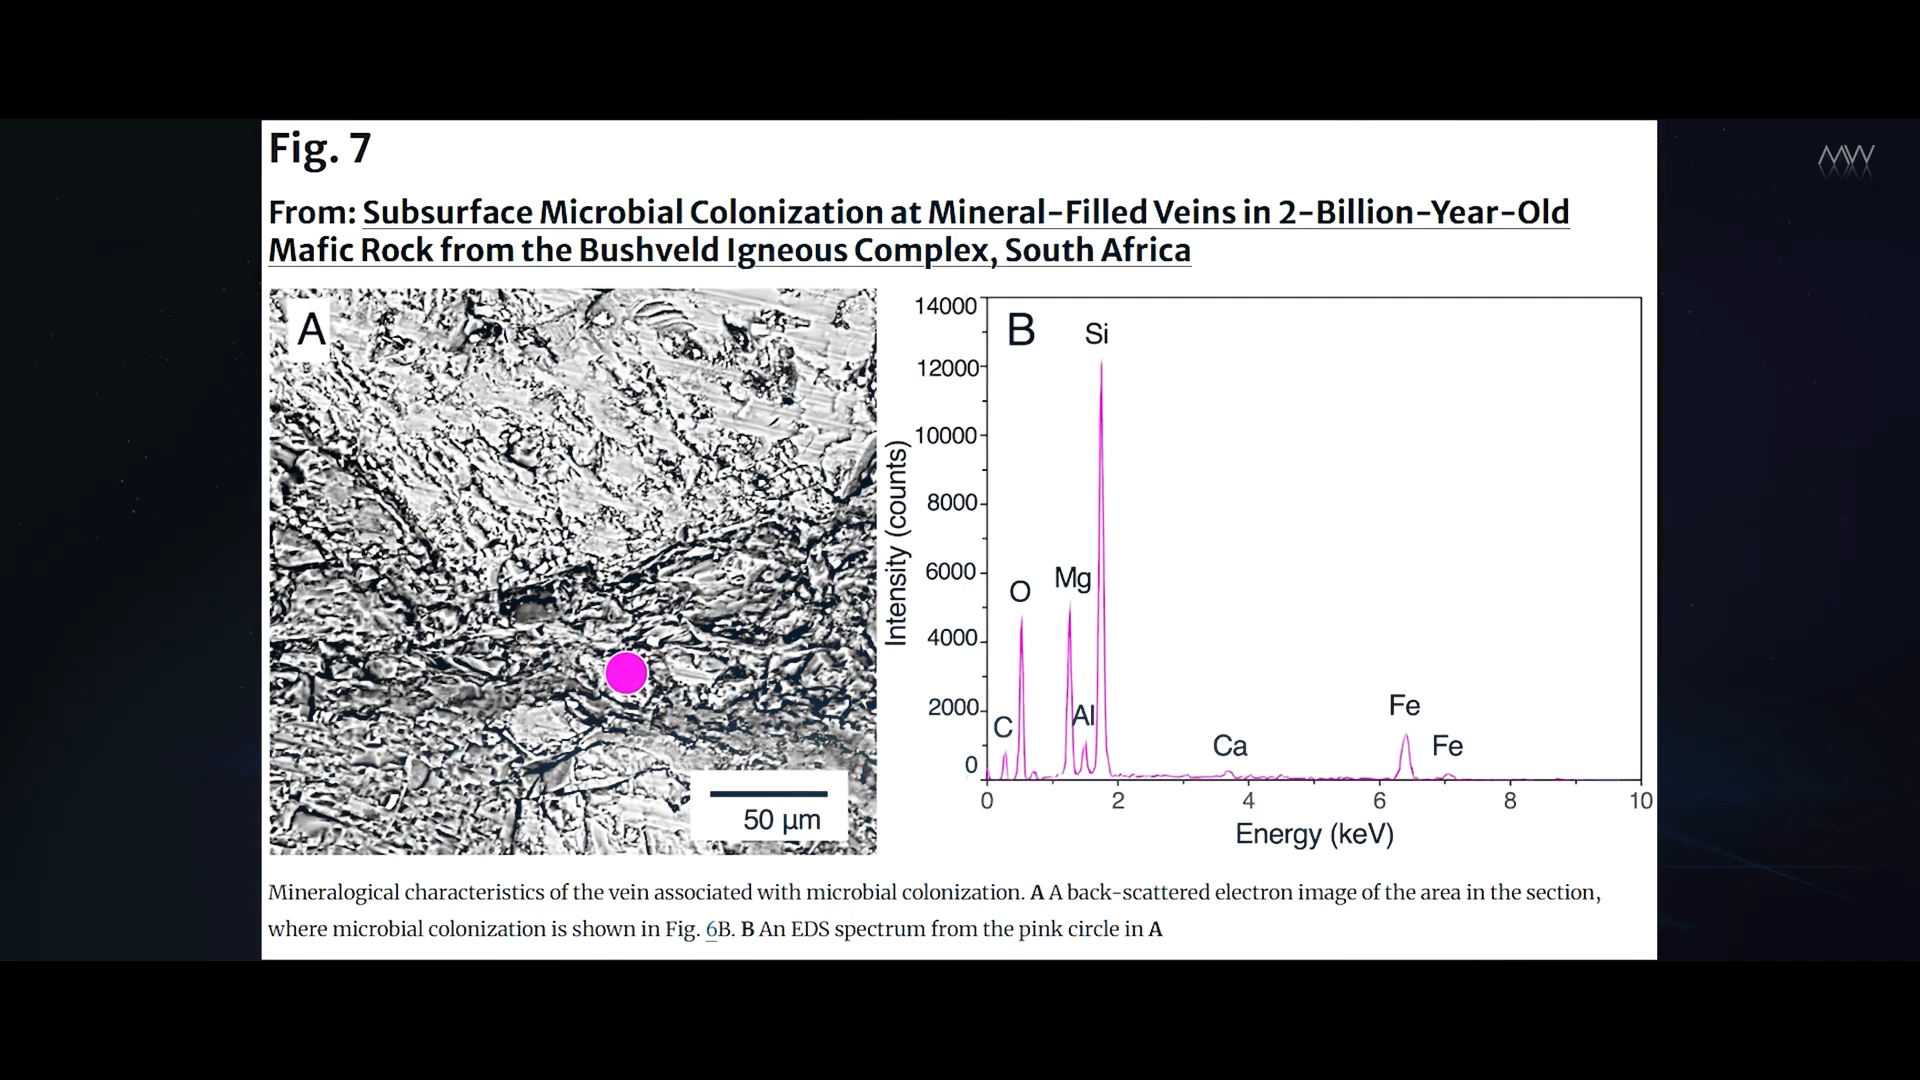 MW
Fig. 7
From: Subsurface Microbial Colonization at Mineral-Filled Veins in 2-Billion-Year-Old
Mafic Rock from the Bushveld Igneous Complex, South Africa
A
50 µm
B
14000
12000
10000
8000
6000
4000
2000
0
Intensity (counts)
Si
O
Mg
C
Al
Ca
Fe
Fe
0 2 4 6 8 10
Energy (keV)
Mineralogical characteristics of the vein associated with microbial colonization. A A back-scattered electron image of the area in the section,
where microbial colonization is shown in Fig. 6B. B An EDS spectrum from the pink circle in A